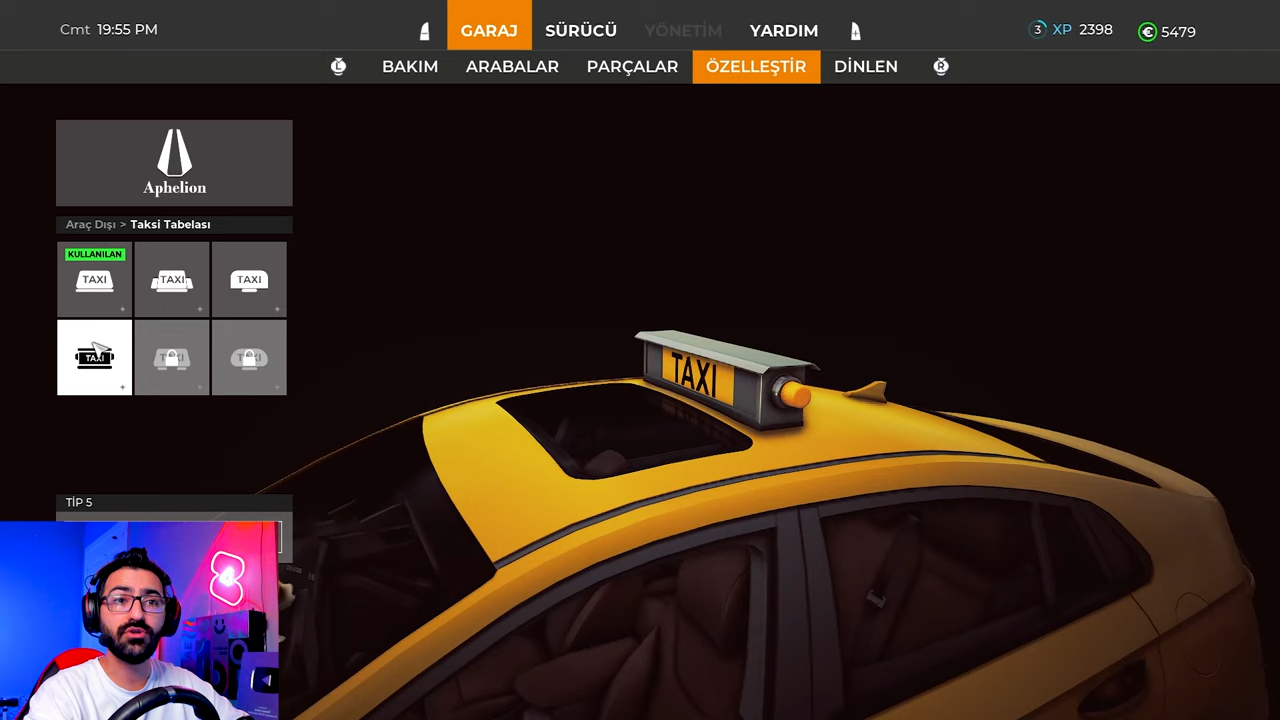 Cmt 19:55 PM
GARAJ SÜRÜCÜ YÖNETİM YARDIM
3 XP 2398
€ 5479
L BAKIM ARABALAR PARÇALAR ÖZELLEŞTİR DİNLEN R
Aphelion
Araç Dışı > Taksi Tabelası
KULLANILAN
TAXI TAXI TAXI
TAXI
TİP 5
TAXI